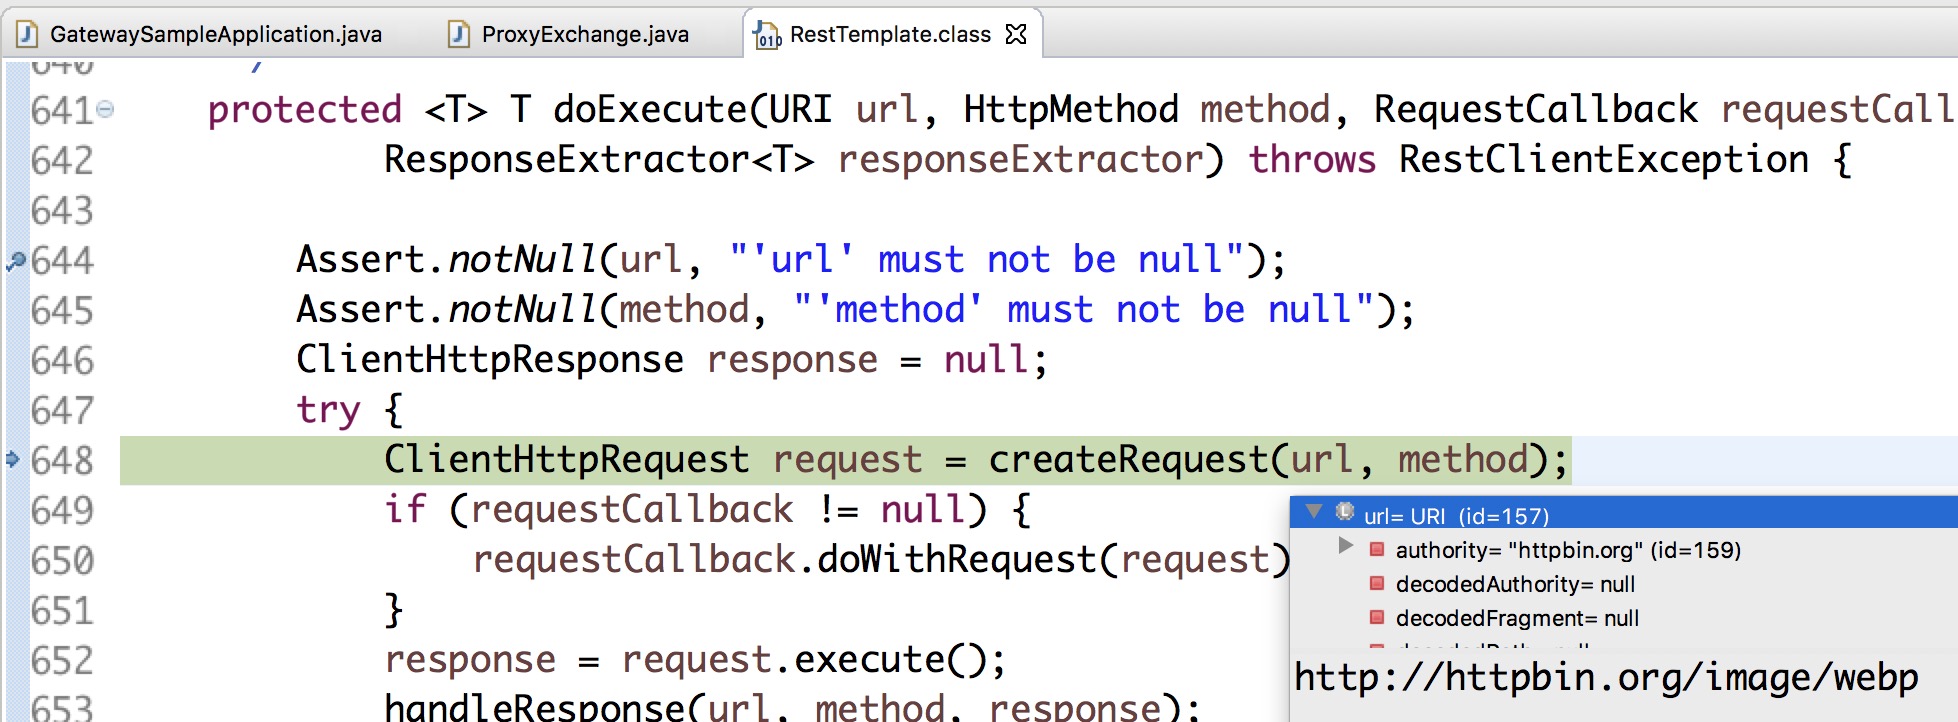 GatewaySampleApplication.java ProxyExchange.java RestTemplate.class
640 /
641 protected <T> T doExecute(URI url, HttpMethod method, RequestCallback requestCall
642 ResponseExtractor<T> responseExtractor) throws RestClientException {
643
644 Assert.notNull(url, "'url' must not be null");
645 Assert.notNull(method, "'method' must not be null");
646 ClientHttpResponse response = null;
647 try {
648 ClientHttpRequest request = createRequest(url, method);
649 if (requestCallback != null) {
650 requestCallback.doWithRequest(request)
651 }
652 response = request.execute();
653 handleResponse(url, method, response);
url= URI (id=157)
authority= "httpbin.org" (id=159)
decodedAuthority= null
decodedFragment= null
http://httpbin.org/image/webp